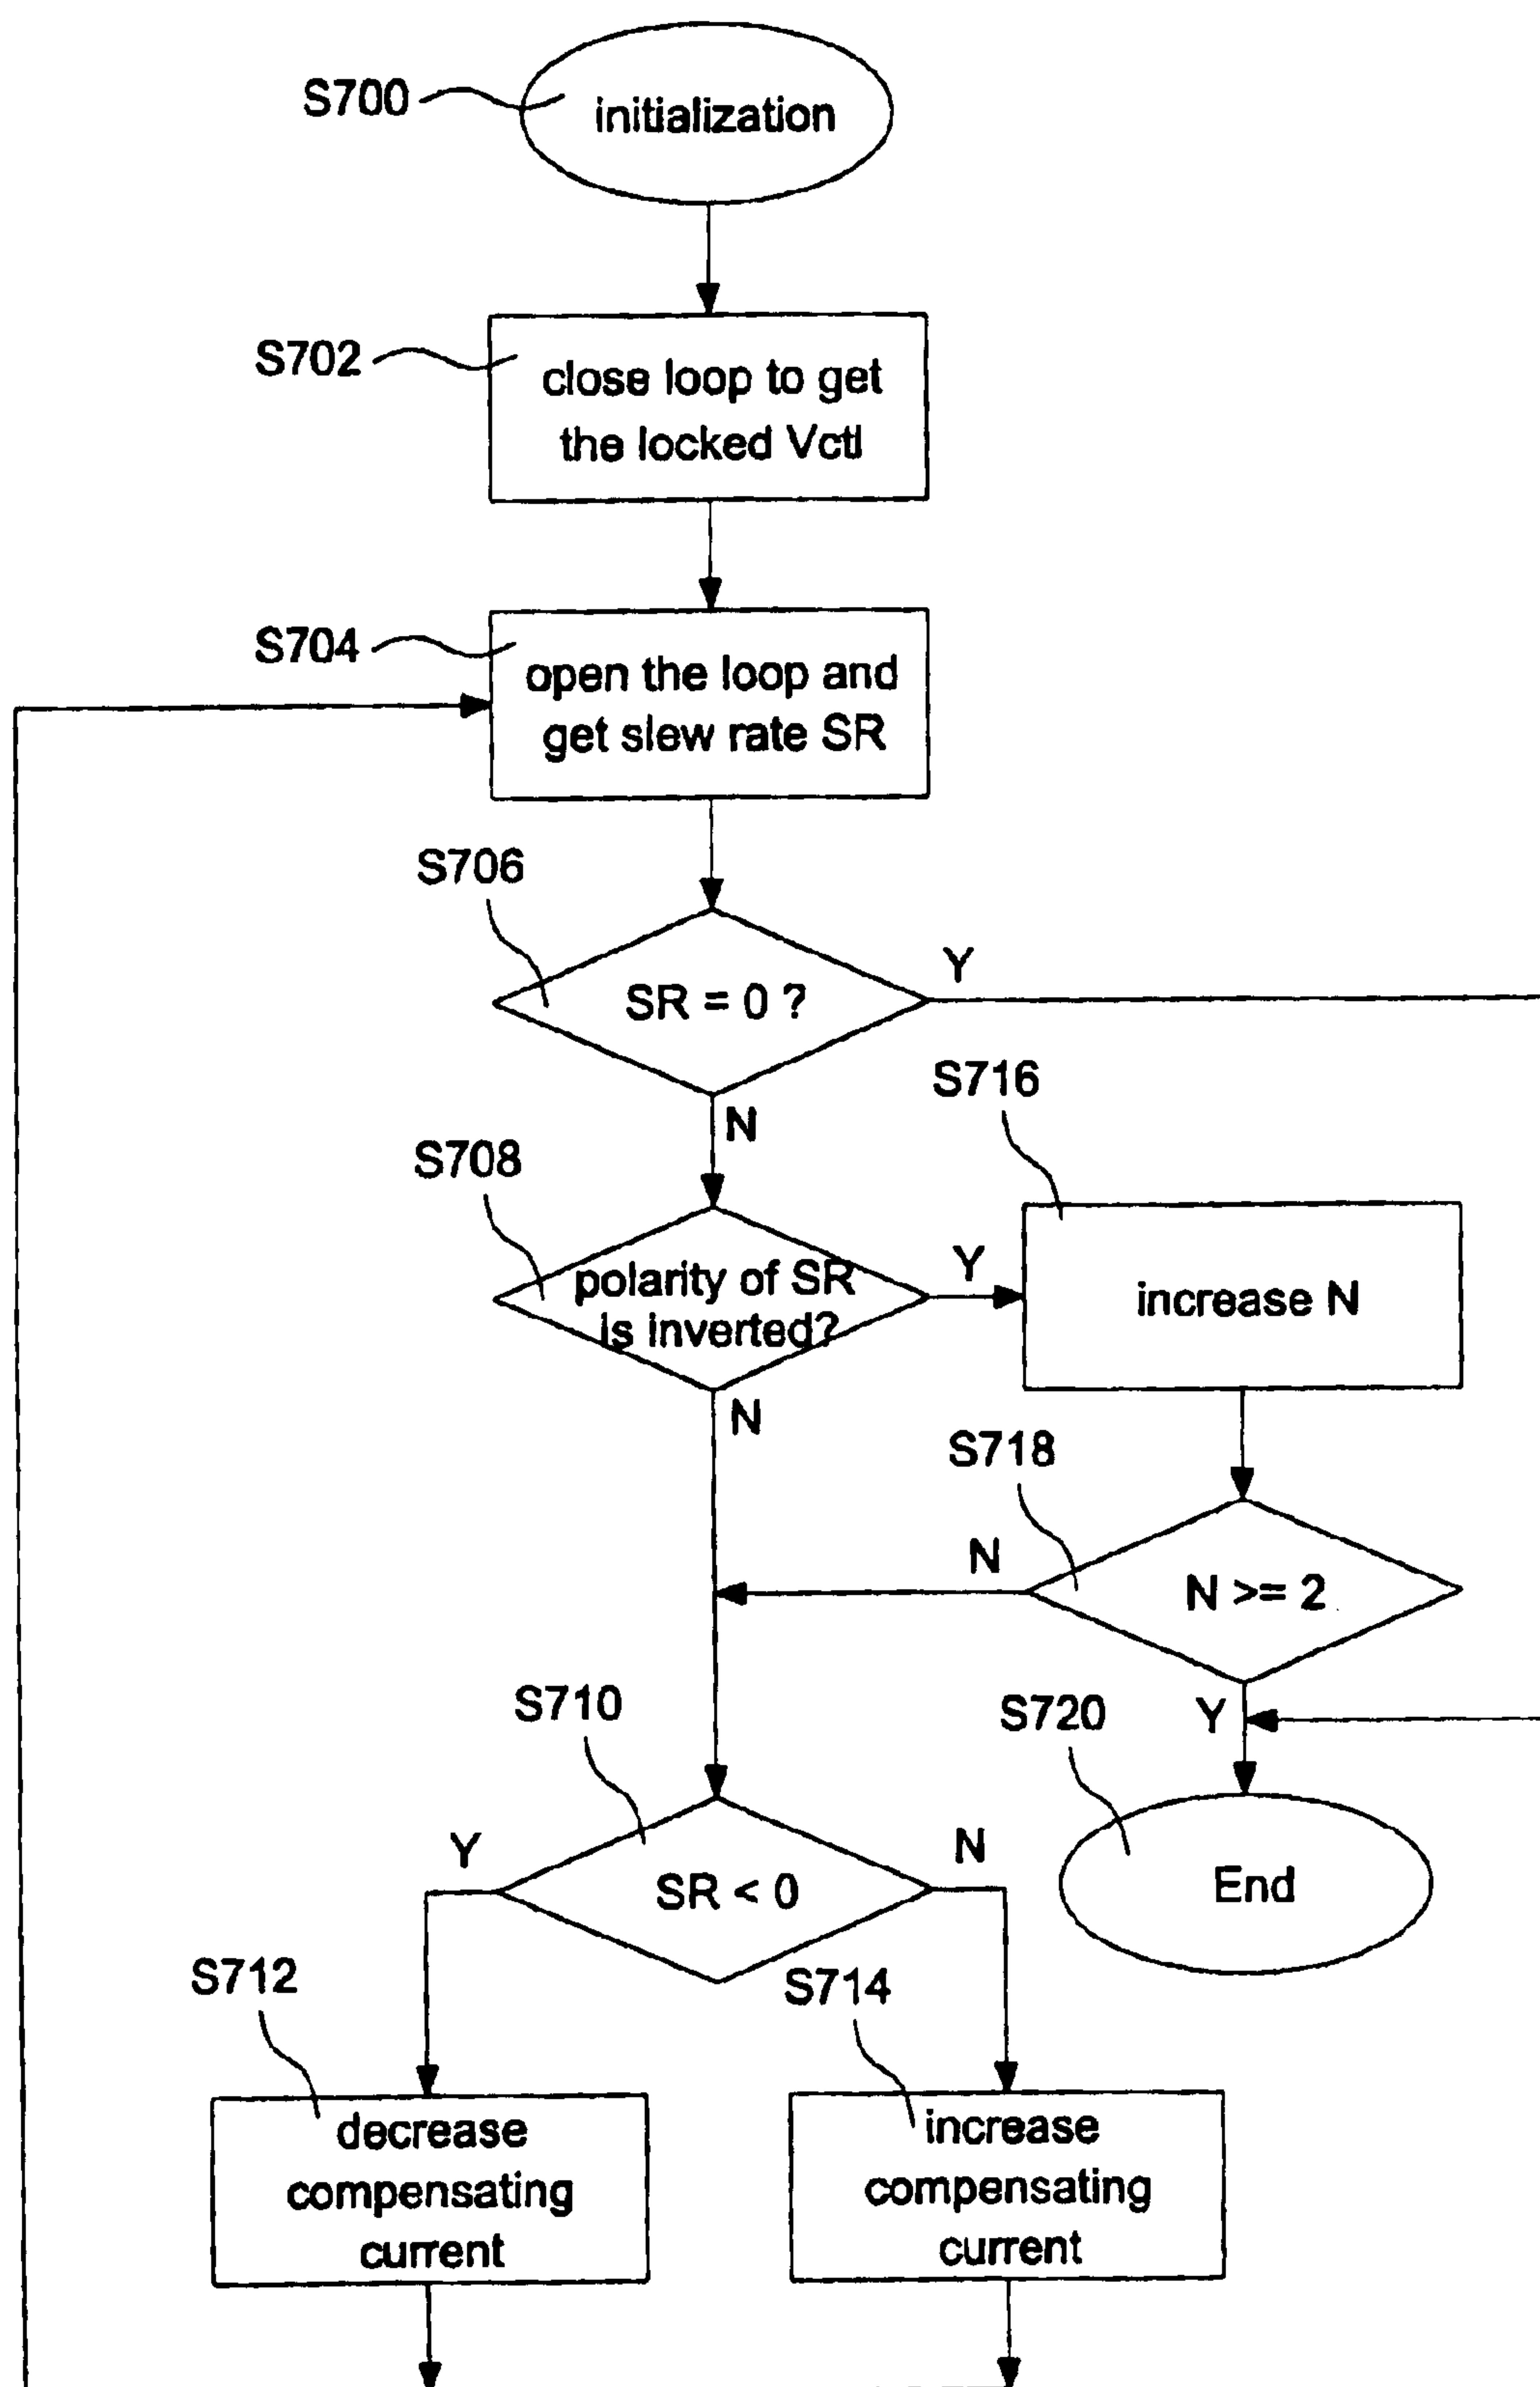 S700
initialization
S702
close loop to get
the locked Vctl
S704
open the loop and
get slew rate SR
S706
SR = 0 ?
Y
N
S716
S708
polarity of SR
is inverted?
Y
increase N
N
S718
N
N >= 2
S710
S720
Y
Y
SR < 0
N
End
S712
S714
decrease
compensating
current
increase
compensating
current